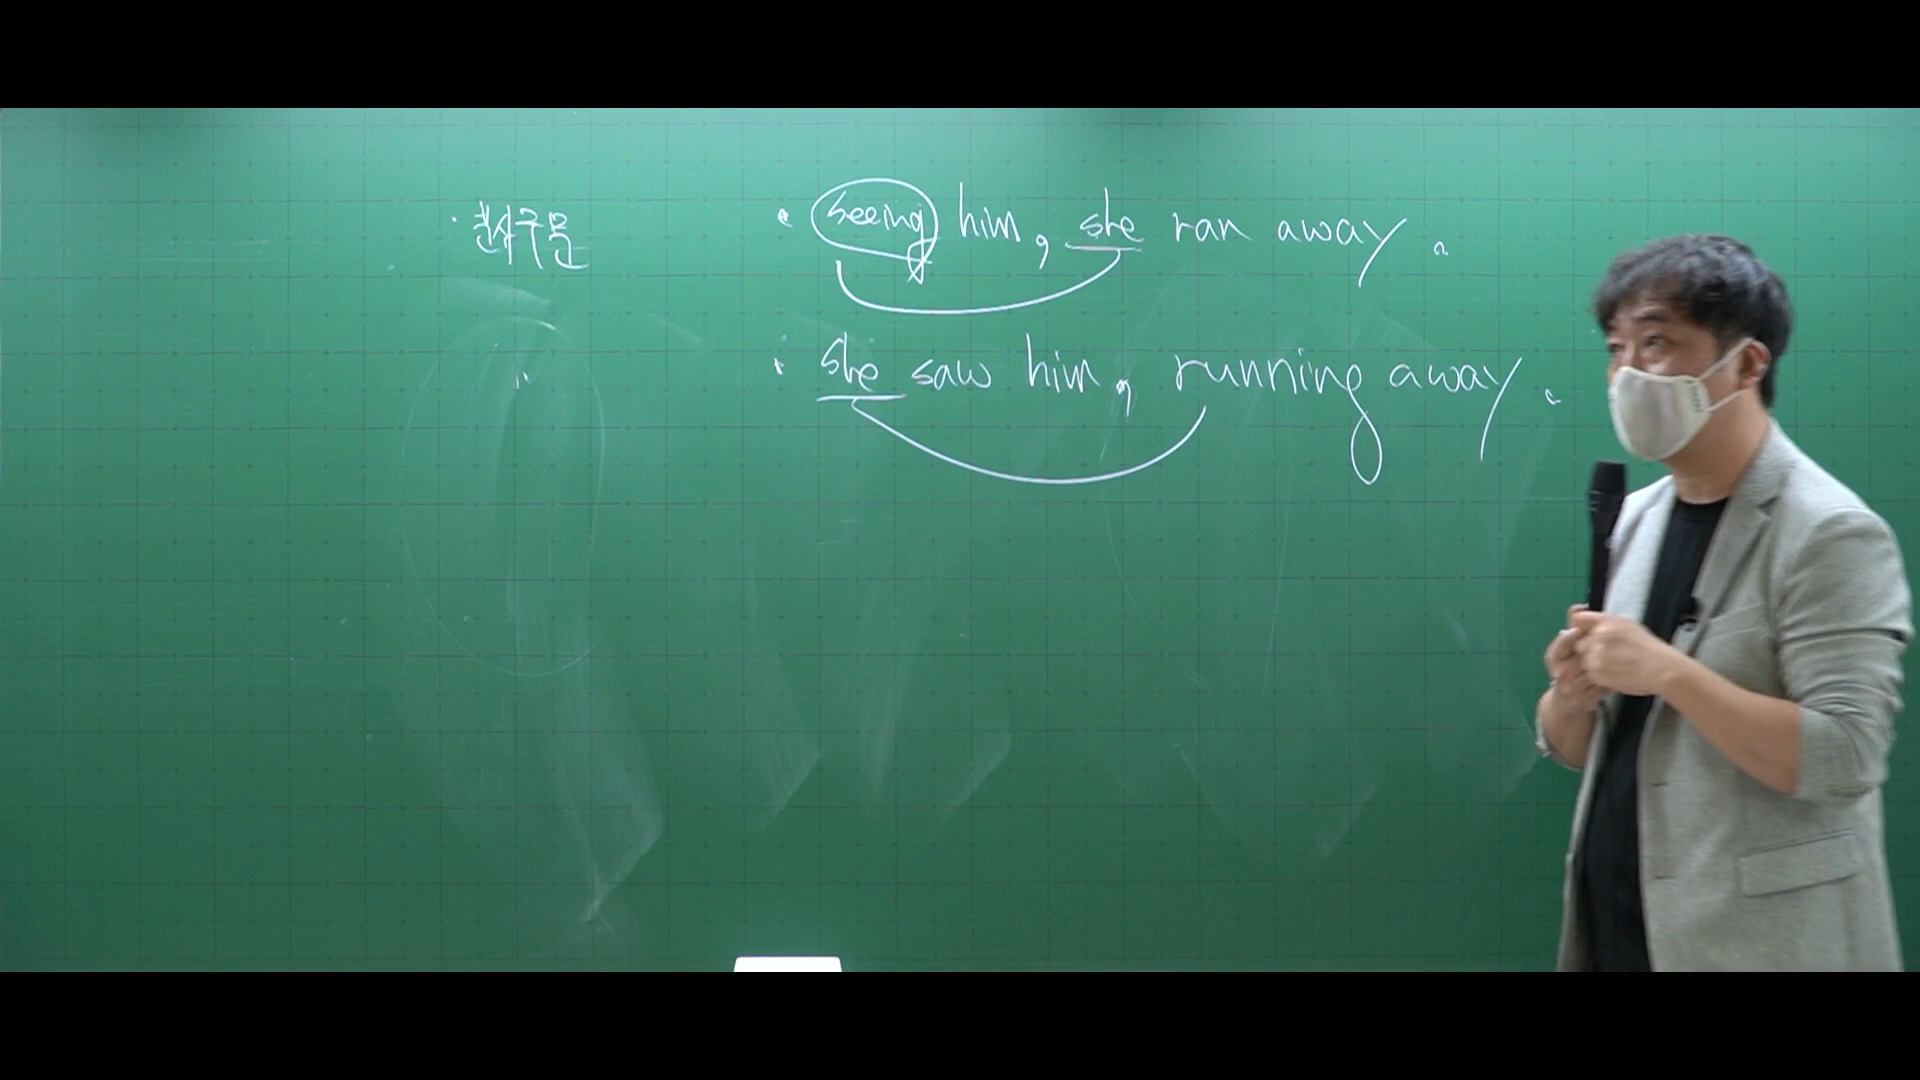 · 분사구문
· seeing him, she ran away.
· she saw him, running away.